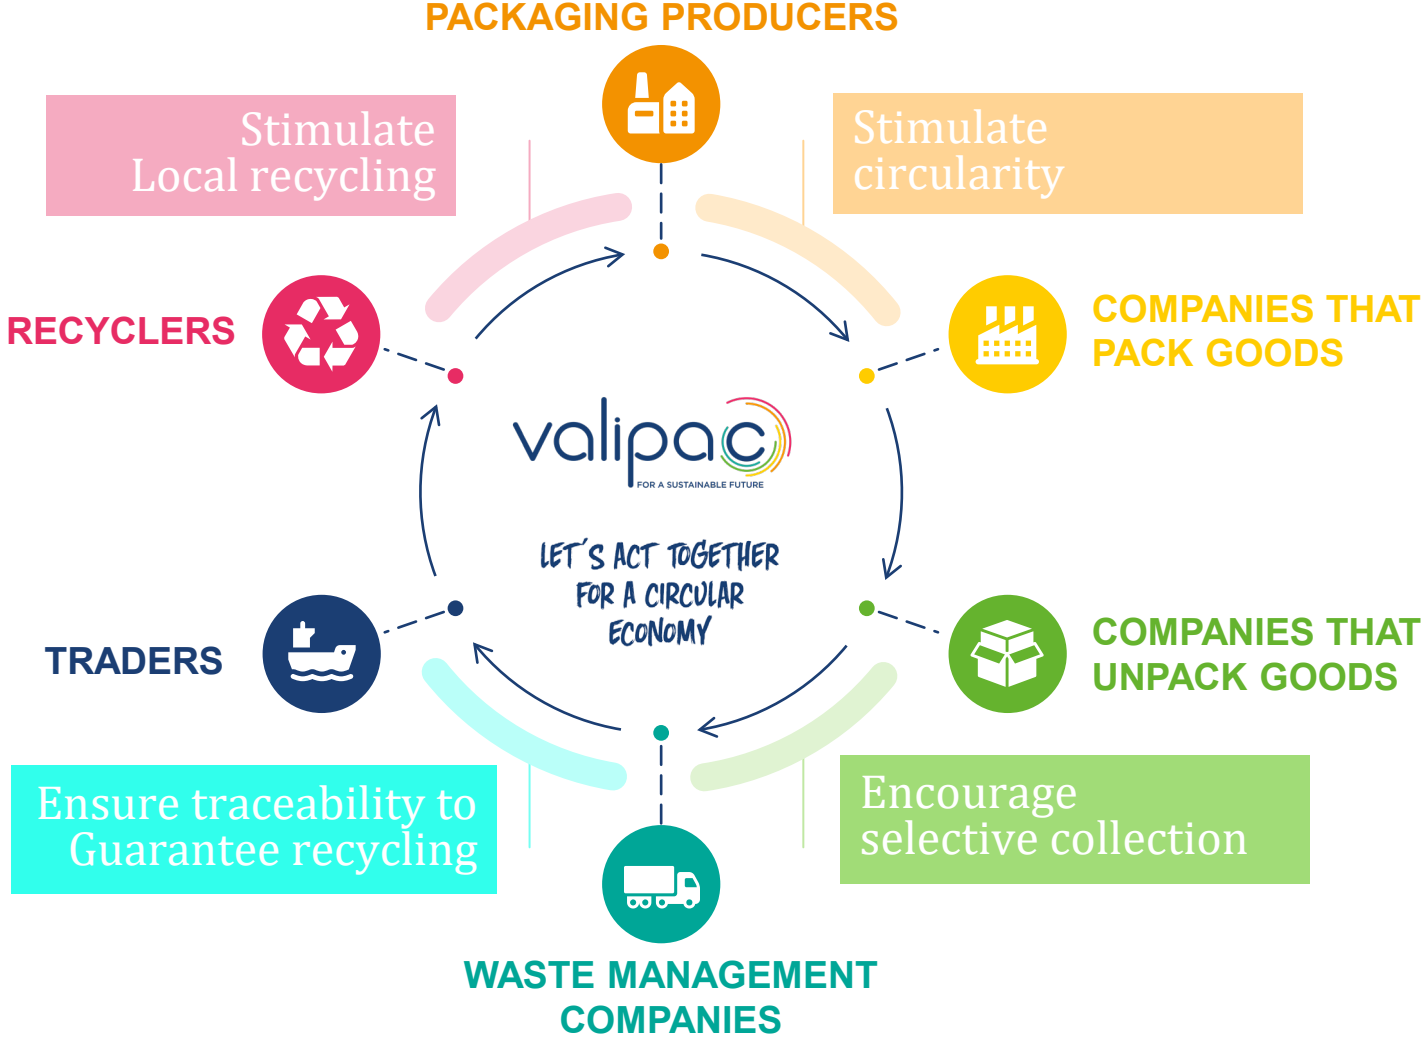 PACKAGING PRODUCERS
Stimulate
Local recycling
Stimulate
circularity
RECYCLERS
COMPANIES THAT
PACK GOODS
valipac
FOR A SUSTAINABLE FUTURE
LET'S ACT TOGETHER
FOR A CIRCULAR
ECONOMY
TRADERS
COMPANIES THAT
UNPACK GOODS
Ensure traceability to
Guarantee recycling
Encourage
selective collection
WASTE MANAGEMENT
COMPANIES